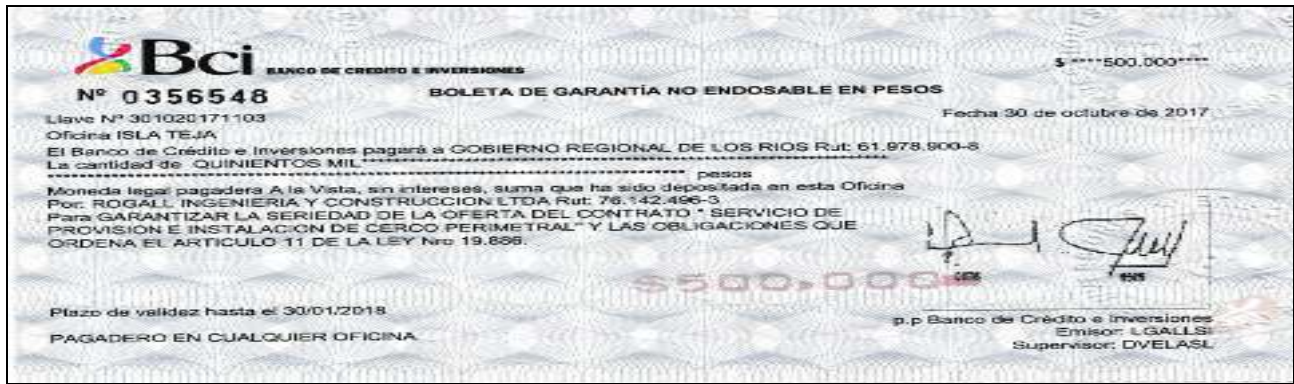 Bci BANCO DE CREDITO E INVERSIONES
$ ****500.000****
Nº 0356548
BOLETA DE GARANTÍA NO ENDOSABLE EN PESOS
Llave Nº 301020171103
Fecha 30 de octubre de 2017
Oficina ISLA TEJA
El Banco de Crédito e Inversiones pagará a GOBIERNO REGIONAL DE LOS RIOS Rut: 61.978.900-8
La cantidad de QUINIENTOS MIL
pesos
Moneda legal pagadera A la Vista, sin intereses, suma que ha sido depositada en esta Oficina
Por: ROGALL INGENIERIA Y CONSTRUCCION LTDA Rut: 76.142.496-3
Para GARANTIZAR LA SERIEDAD DE LA OFERTA DEL CONTRATO " SERVICIO DE
PROVISION E INSTALACION DE CERCO PERIMETRAL" Y LAS OBLIGACIONES QUE
ORDENA EL ARTICULO 11 DE LA LEY Nro 19.886.
$500,000
Plazo de validez hasta el 30/01/2018
p.p Banco de Crédito e Inversiones
Emisor: LGALLSI
PAGADERO EN CUALQUIER OFICINA
Supervisor: DVELASL